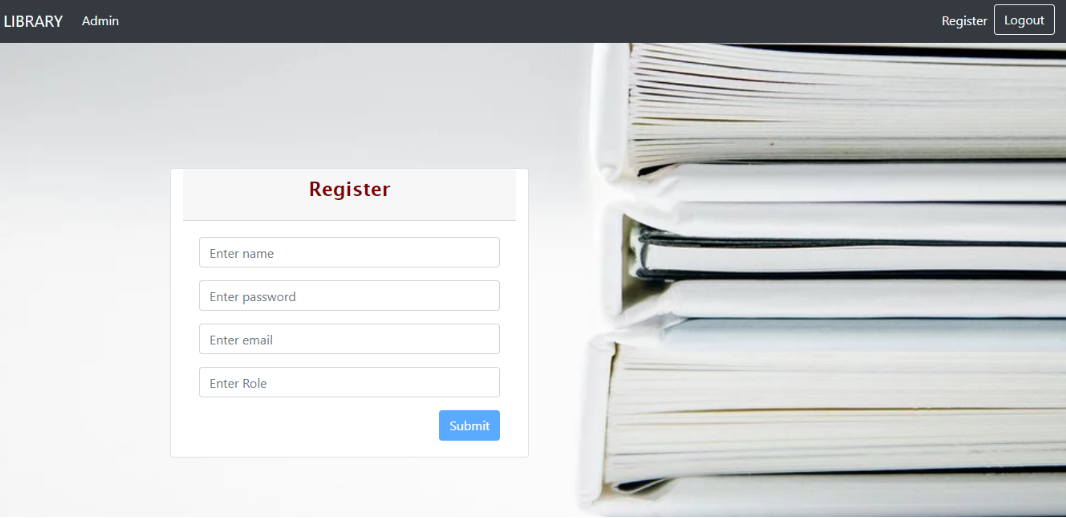 LIBRARY Admin Register Logout
Register
Enter name
Enter password
Enter email
Enter Role
Submit